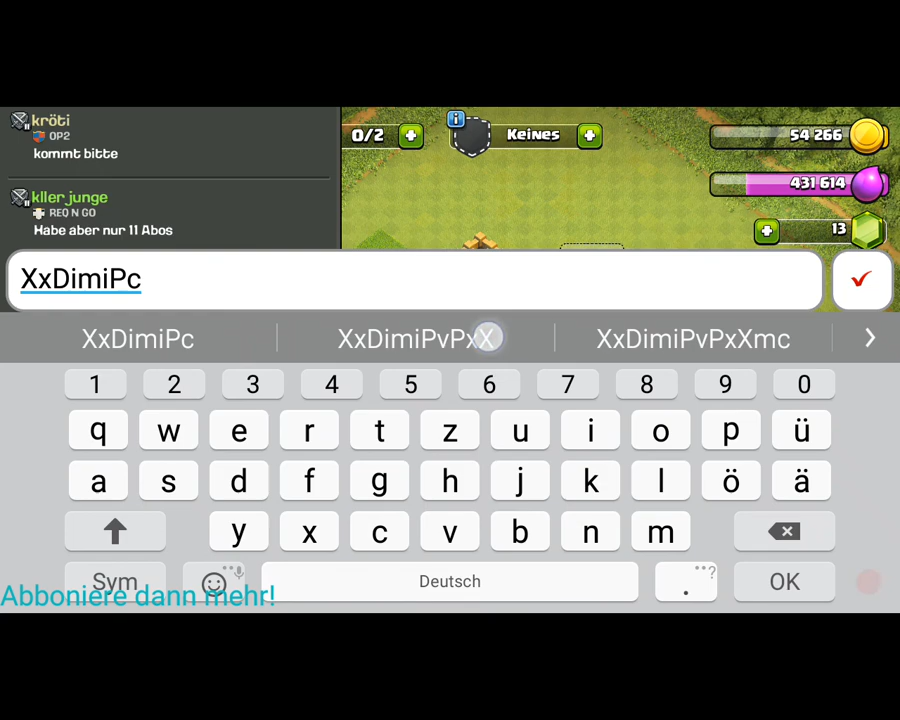 kröti
OP2
kommt bitte
kller junge
REQ N GO
Habe aber nur 11 Abos
0/2
Keines
54 266
431 614
13
XxDimiPc
XxDimiPc XxDimiPvPxX XxDimiPvPxXmc
1 2 3 4 5 6 7 8 9 0
q w e r t z u i o p ü
a s d f g h j k l ö ä
y x c v b n m
Sym Deutsch . ? OK
Abboniere dann mehr!